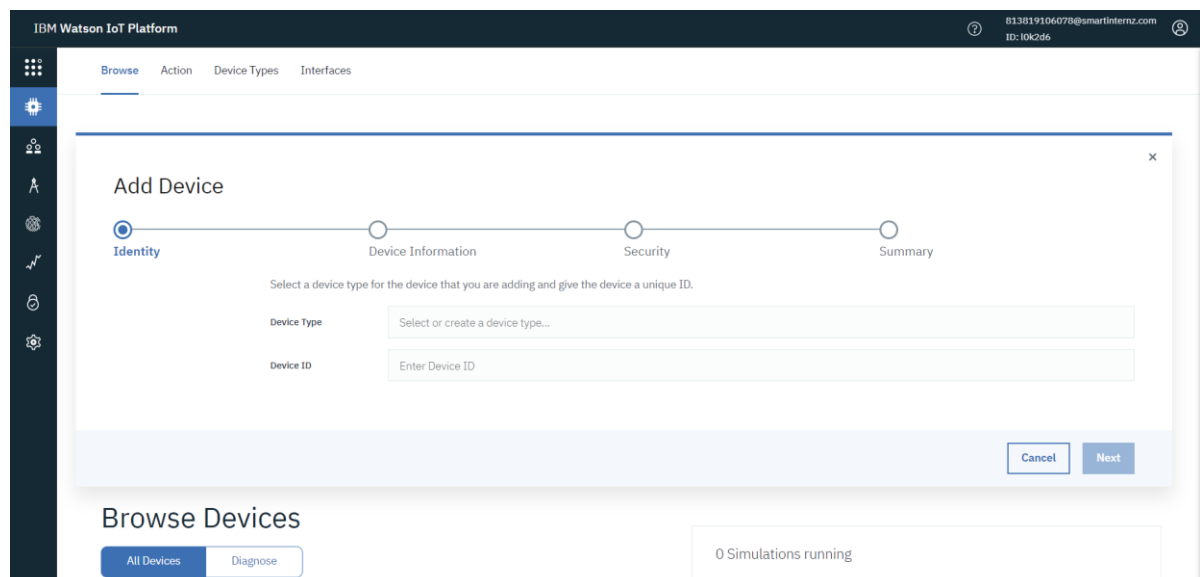 IBM Watson IoT Platform
813819106078@smartinternz.com
ID: l0k2d6
Browse Action Device Types Interfaces
Add Device
Identity Device Information Security Summary
Select a device type for the device that you are adding and give the device a unique ID.
Device Type Select or create a device type...
Device ID Enter Device ID
Cancel Next
Browse Devices
All Devices Diagnose
0 Simulations running